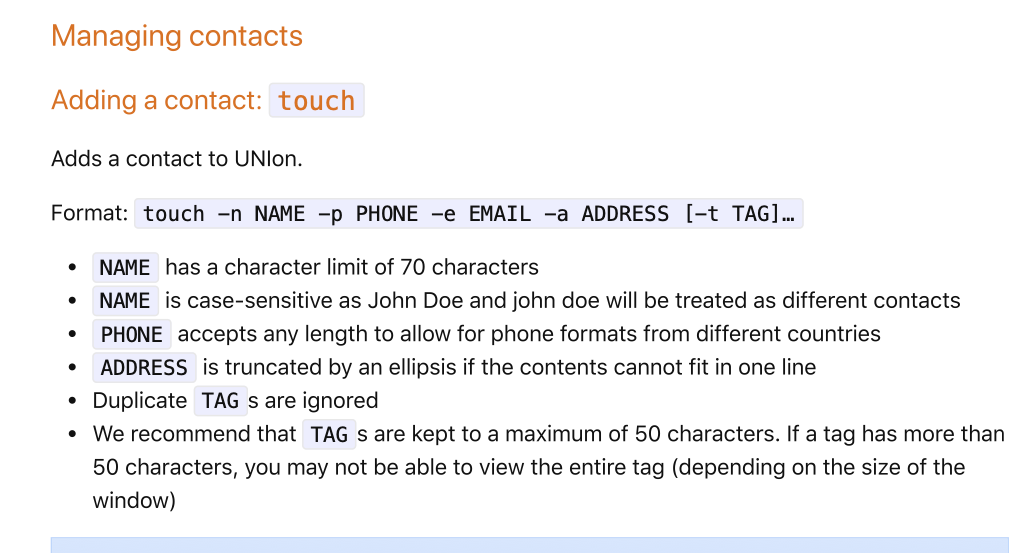 Managing contacts
Adding a contact: touch
Adds a contact to UNIon.
Format: touch -n NAME -p PHONE -e EMAIL -a ADDRESS [-t TAG]…
• NAME has a character limit of 70 characters
• NAME is case-sensitive as John Doe and john doe will be treated as different contacts
• PHONE accepts any length to allow for phone formats from different countries
• ADDRESS is truncated by an ellipsis if the contents cannot fit in one line
• Duplicate TAGs are ignored
• We recommend that TAGs are kept to a maximum of 50 characters. If a tag has more than
50 characters, you may not be able to view the entire tag (depending on the size of the
window)